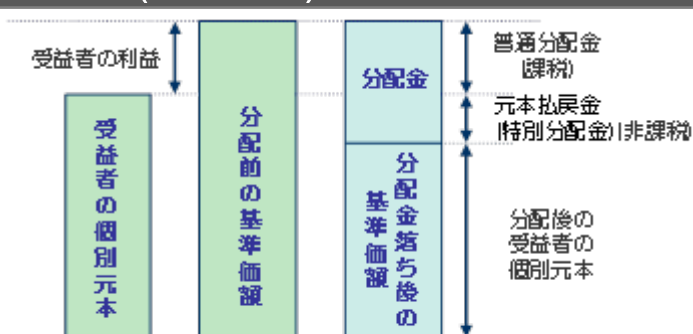 受益者の利益
受益者の個別元本
分配前の基準価額
分配金
分配金落ち後の
基準価額
普通分配金
(課税)
元本払戻金
(特別分配金)(非課税)
分配後の
受益者の
個別元本